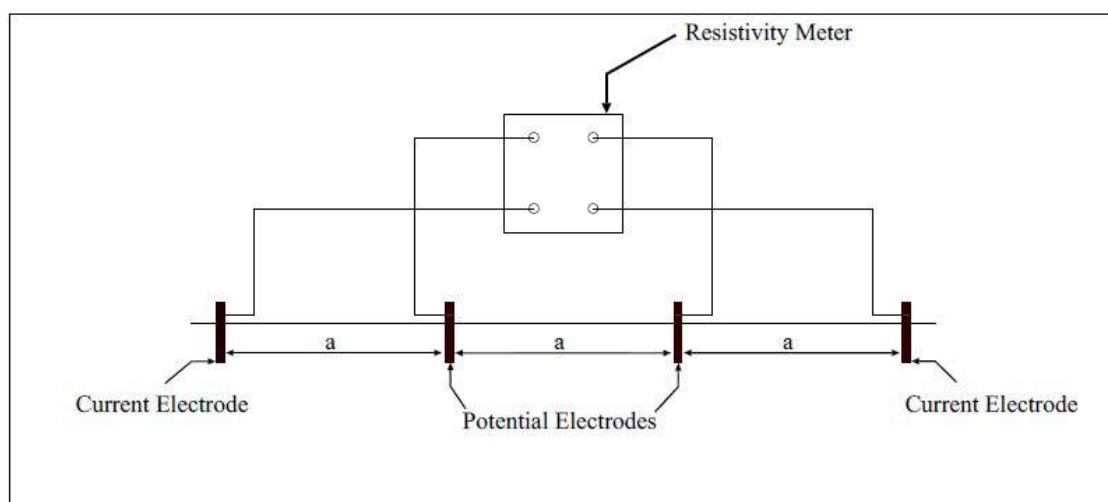 Resistivity Meter
a
a
a
Current Electrode
Potential Electrodes
Current Electrode